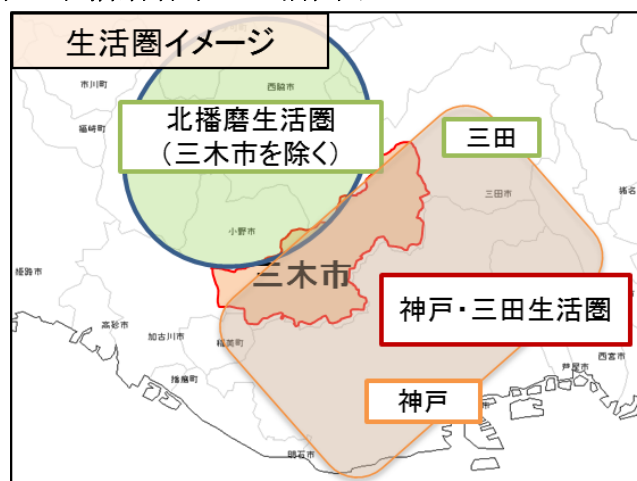 生活圏イメージ
市川町
西脇市
福崎町
北播磨生活圏
(三木市を除く)
三田
三田市
小野市
三木市
姫路市
神戸・三田生活圏
高砂市
加古川市
稲美町
播磨町
西宮市
芦屋市
神戸
明石市